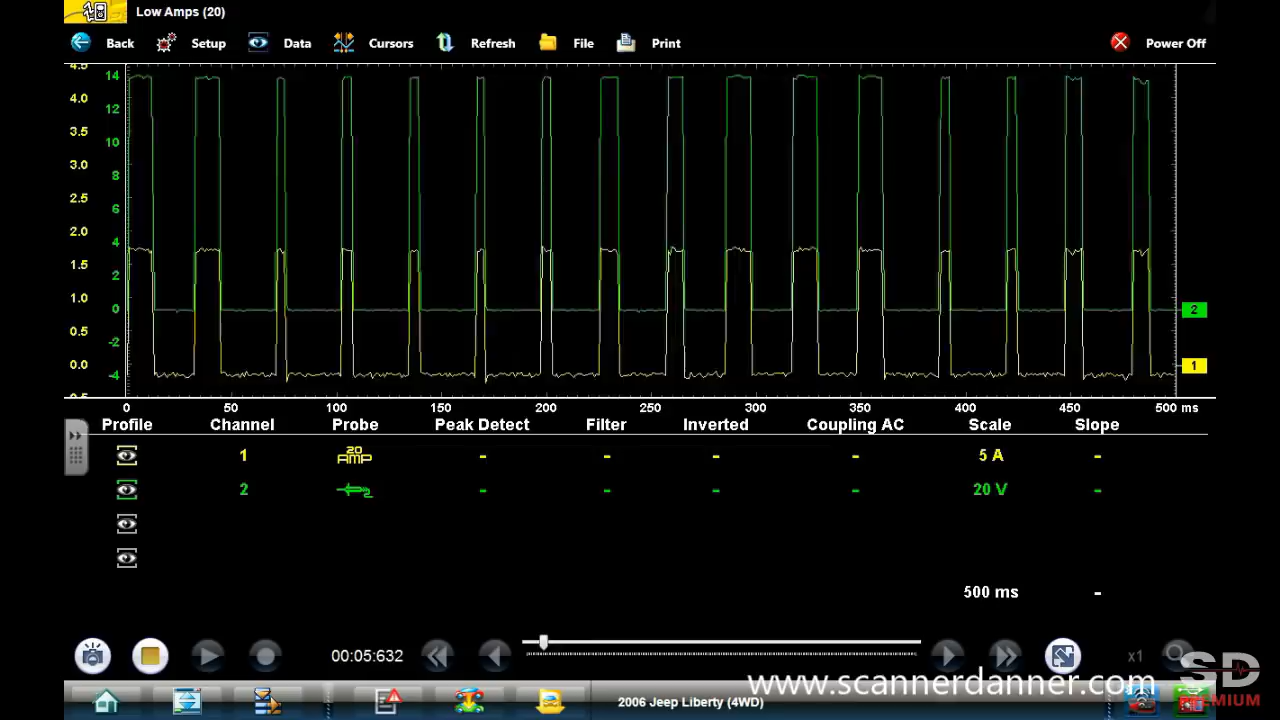 Low Amps (20)
Back Setup Data Cursors Refresh File Print Power Off
4.5 14
4.0 12
3.5 10
3.0 8
2.5 6
2.0 4
1.5 2
1.0 0
0.5 -2
0.0 -4
2
1
0 50 100 150 200 250 300 350 400 450 500 ms
Profile Channel Probe Peak Detect Filter Inverted Coupling AC Scale Slope
1 20 AMP - - - - 5 A -
2 2 - - - - 20 V -
500 ms -
00:05:632 x1
www.scannerdanner.com
SD
PREMIUM
2006 Jeep Liberty (4WD)